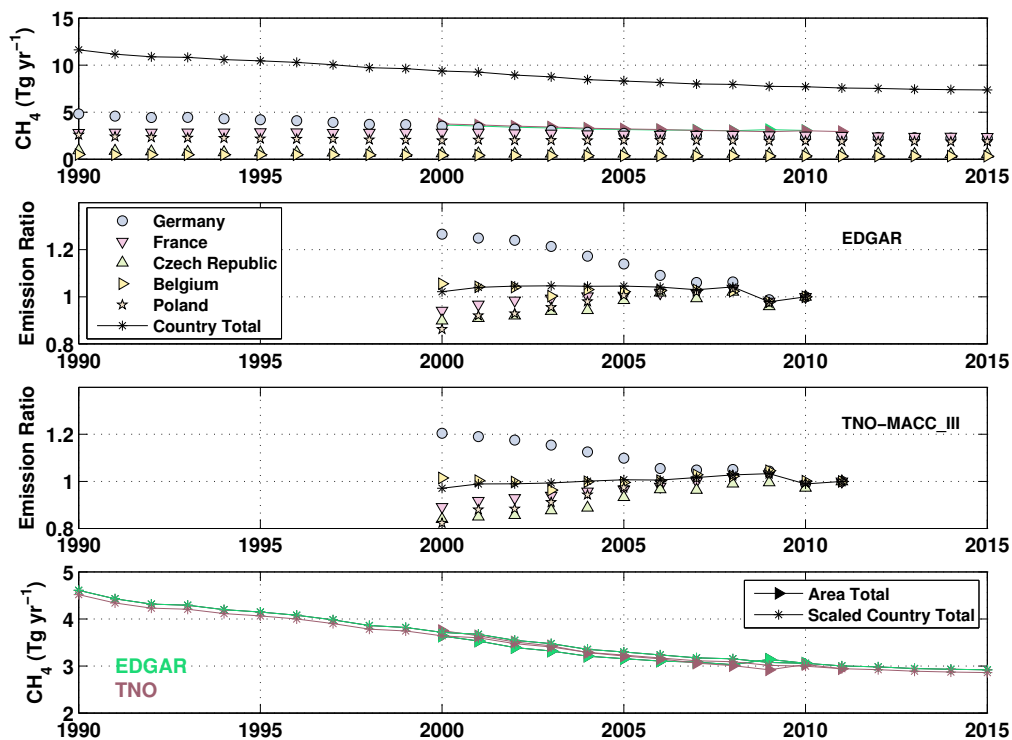 CH₄ (Tg yr⁻¹)
15
10
5
0
1990 1995 2000 2005 2010 2015
Emission Ratio
1.2
1
0.8
Germany
France
Czech Republic
Belgium
Poland
Country Total
EDGAR
1990 1995 2000 2005 2010 2015
Emission Ratio
1.2
1
0.8
TNO−MACC_III
1990 1995 2000 2005 2010 2015
CH₄ (Tg yr⁻¹)
5
4
3
2
Area Total
Scaled Country Total
EDGAR
TNO
1990 1995 2000 2005 2010 2015